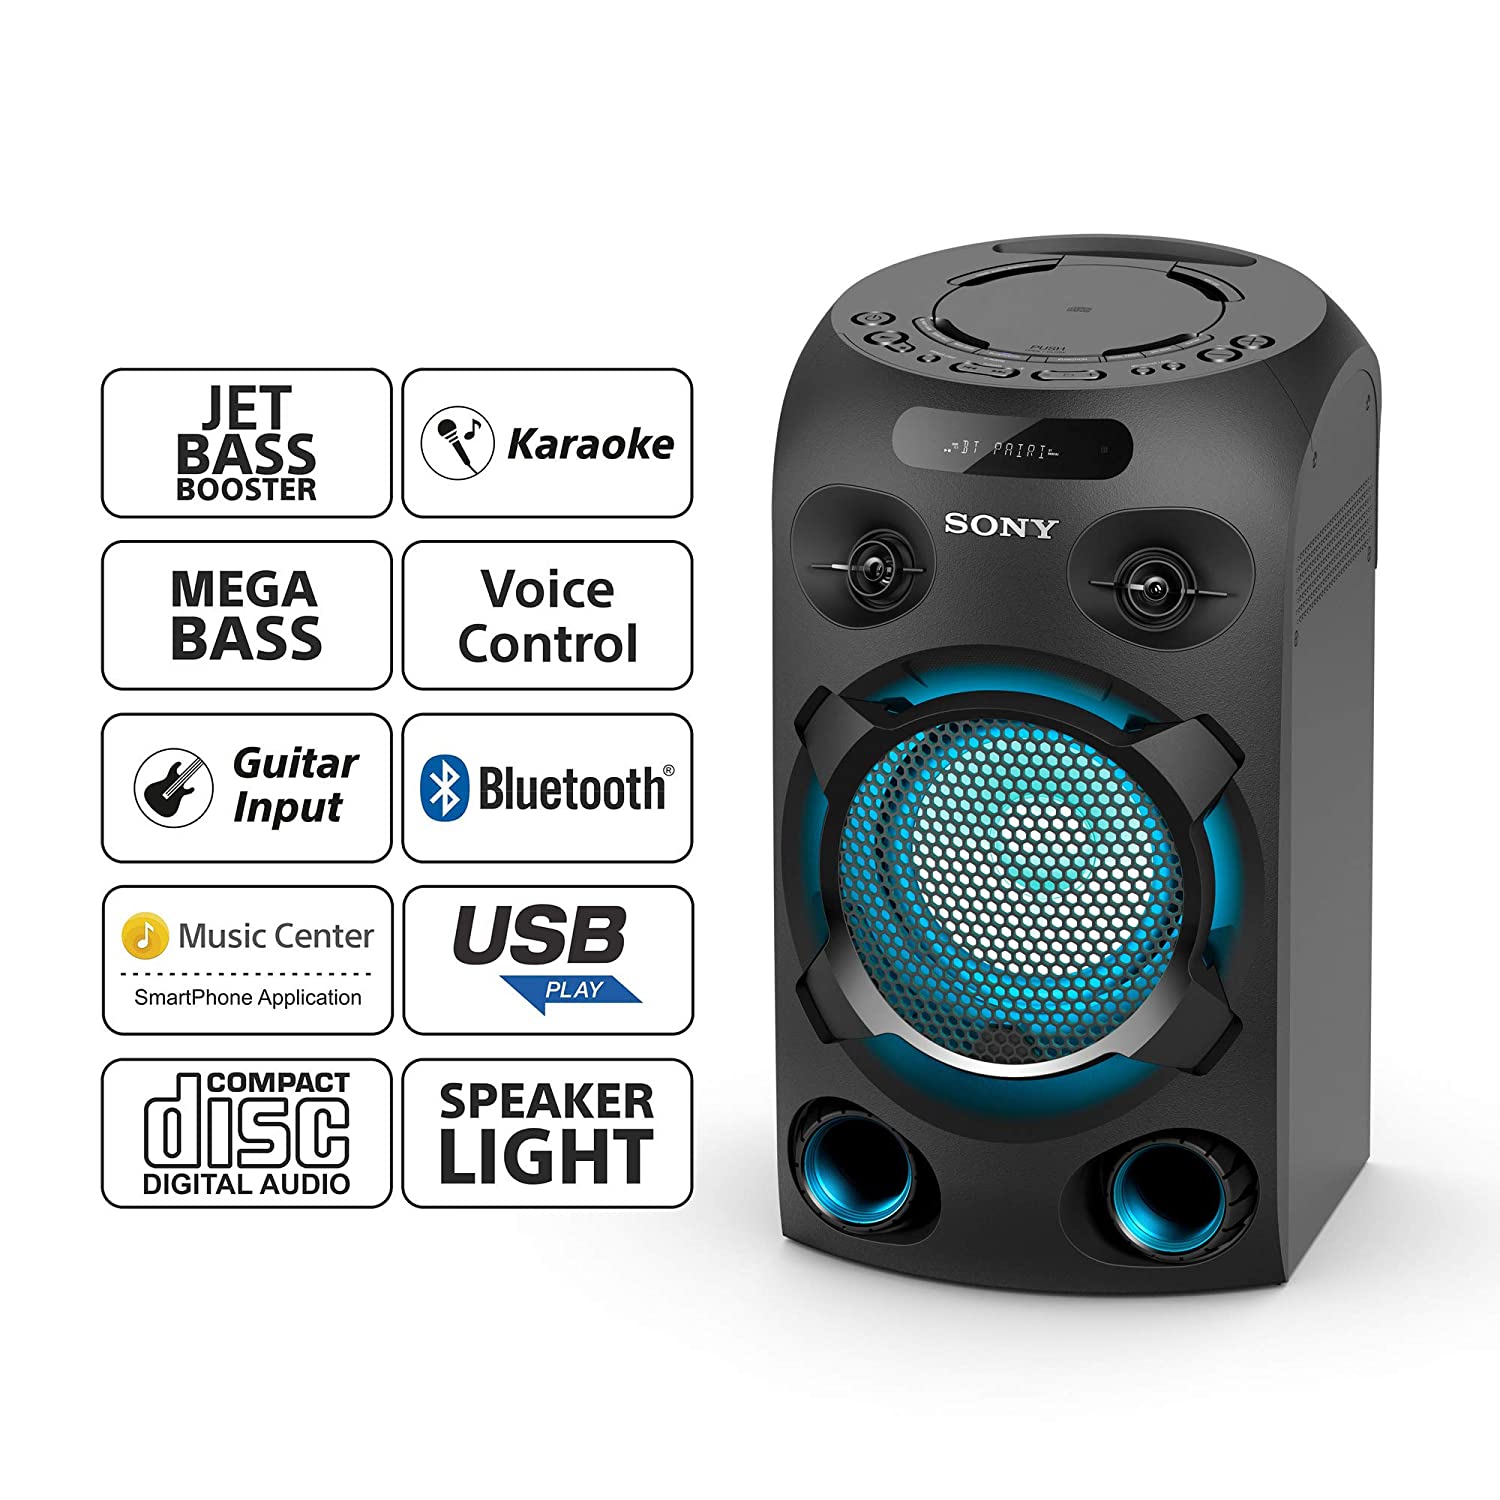 JET
BASS
BOOSTER
Karaoke
MEGA
BASS
Voice
Control
Guitar
Input
Bluetooth®
Music Center
SmartPhone Application
USB
PLAY
COMPACT
disc
DIGITAL AUDIO
SPEAKER
LIGHT
PUSH
BT PAIRI
SONY